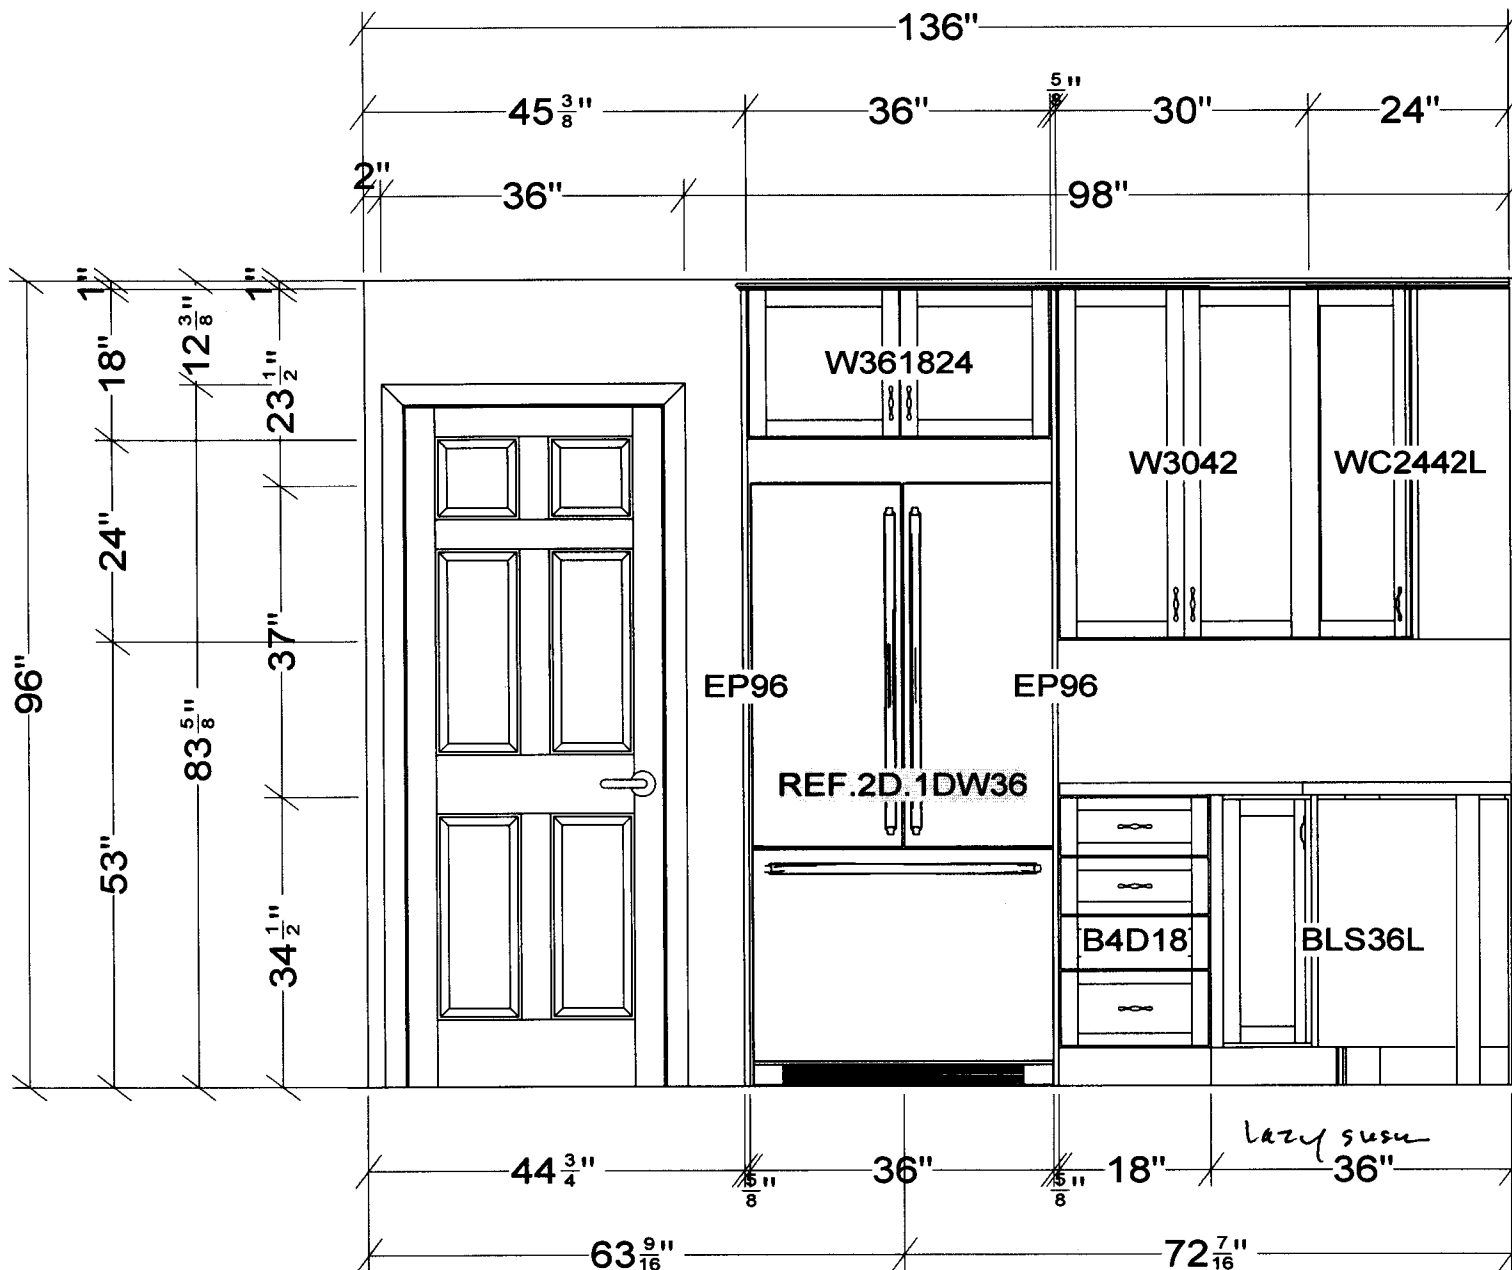 136"
45 3/8" 36" 5/8" 30" 24"
2" 36" 98"
1" 12 3/8" 1"
18" 23 1/2"
24" 37"
96" 83 5/8"
53" 34 1/2"
W361824
W3042 WC2442L
EP96 EP96
REF.2D.1DW36
B4D18 BLS36L
lazy susan
44 3/4" 5/8" 36" 5/8" 18" 36"
63 9/16" 72 7/16"